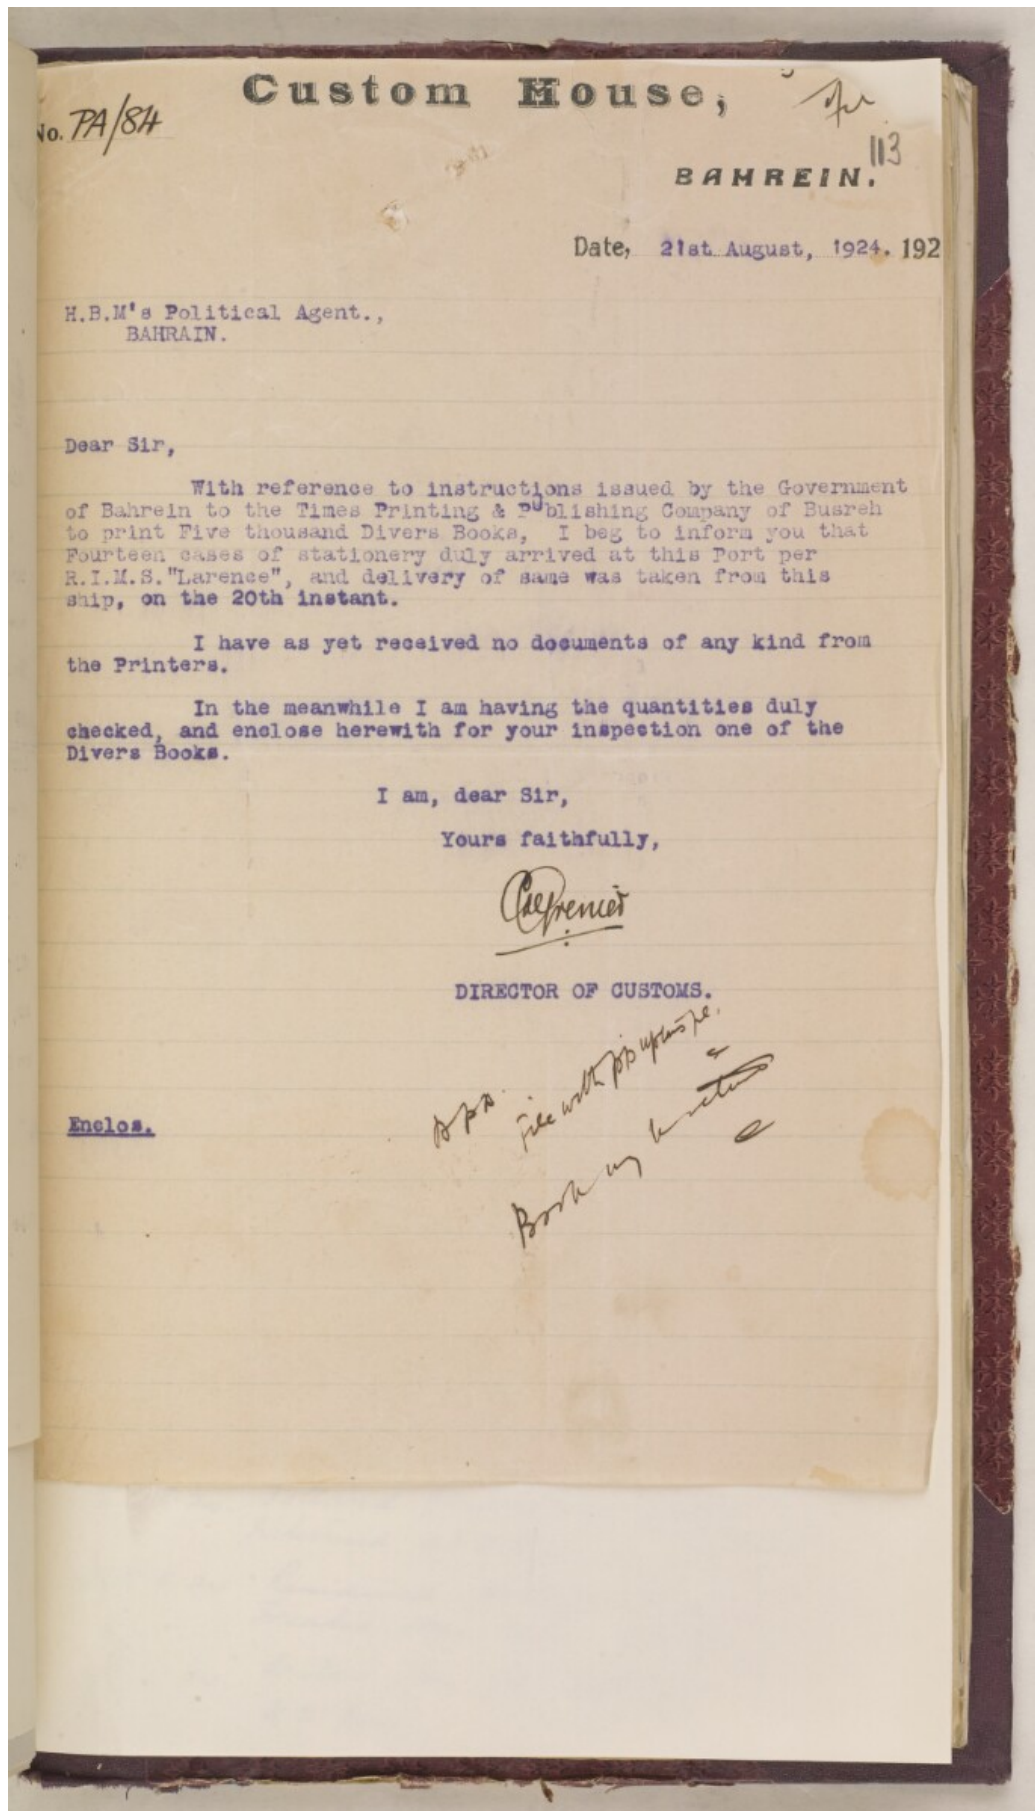 Custom House,
No. PA/84
113
BAHREIN.
Date, 21st August, 1924. 192
H.B.M's Political Agent.,
BAHRAIN.
Dear Sir,
With reference to instructions issued by the Government
of Bahrein to the Times Printing & Publishing Company of Busreh
to print Five thousand Divers Books, I beg to inform you that
Fourteen cases of stationery duly arrived at this Port per
R.I.M.S."Larence", and delivery of same was taken from this
ship, on the 20th instant.
I have as yet received no documents of any kind from
the Printers.
In the meanwhile I am having the quantities duly
checked, and enclose herewith for your inspection one of the
Divers Books.
I am, dear Sir,
Yours faithfully,
DIRECTOR OF CUSTOMS.
File with
Enclos.
Book